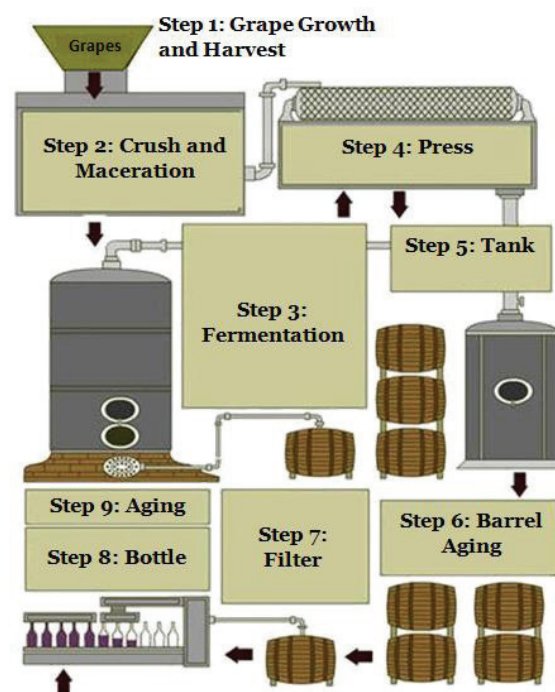 Grapes
Step 1: Grape Growth
and Harvest
Step 2: Crush and
Maceration
Step 4: Press
Step 5: Tank
Step 3:
Fermentation
Step 9: Aging
Step 8: Bottle
Step 7:
Filter
Step 6: Barrel
Aging